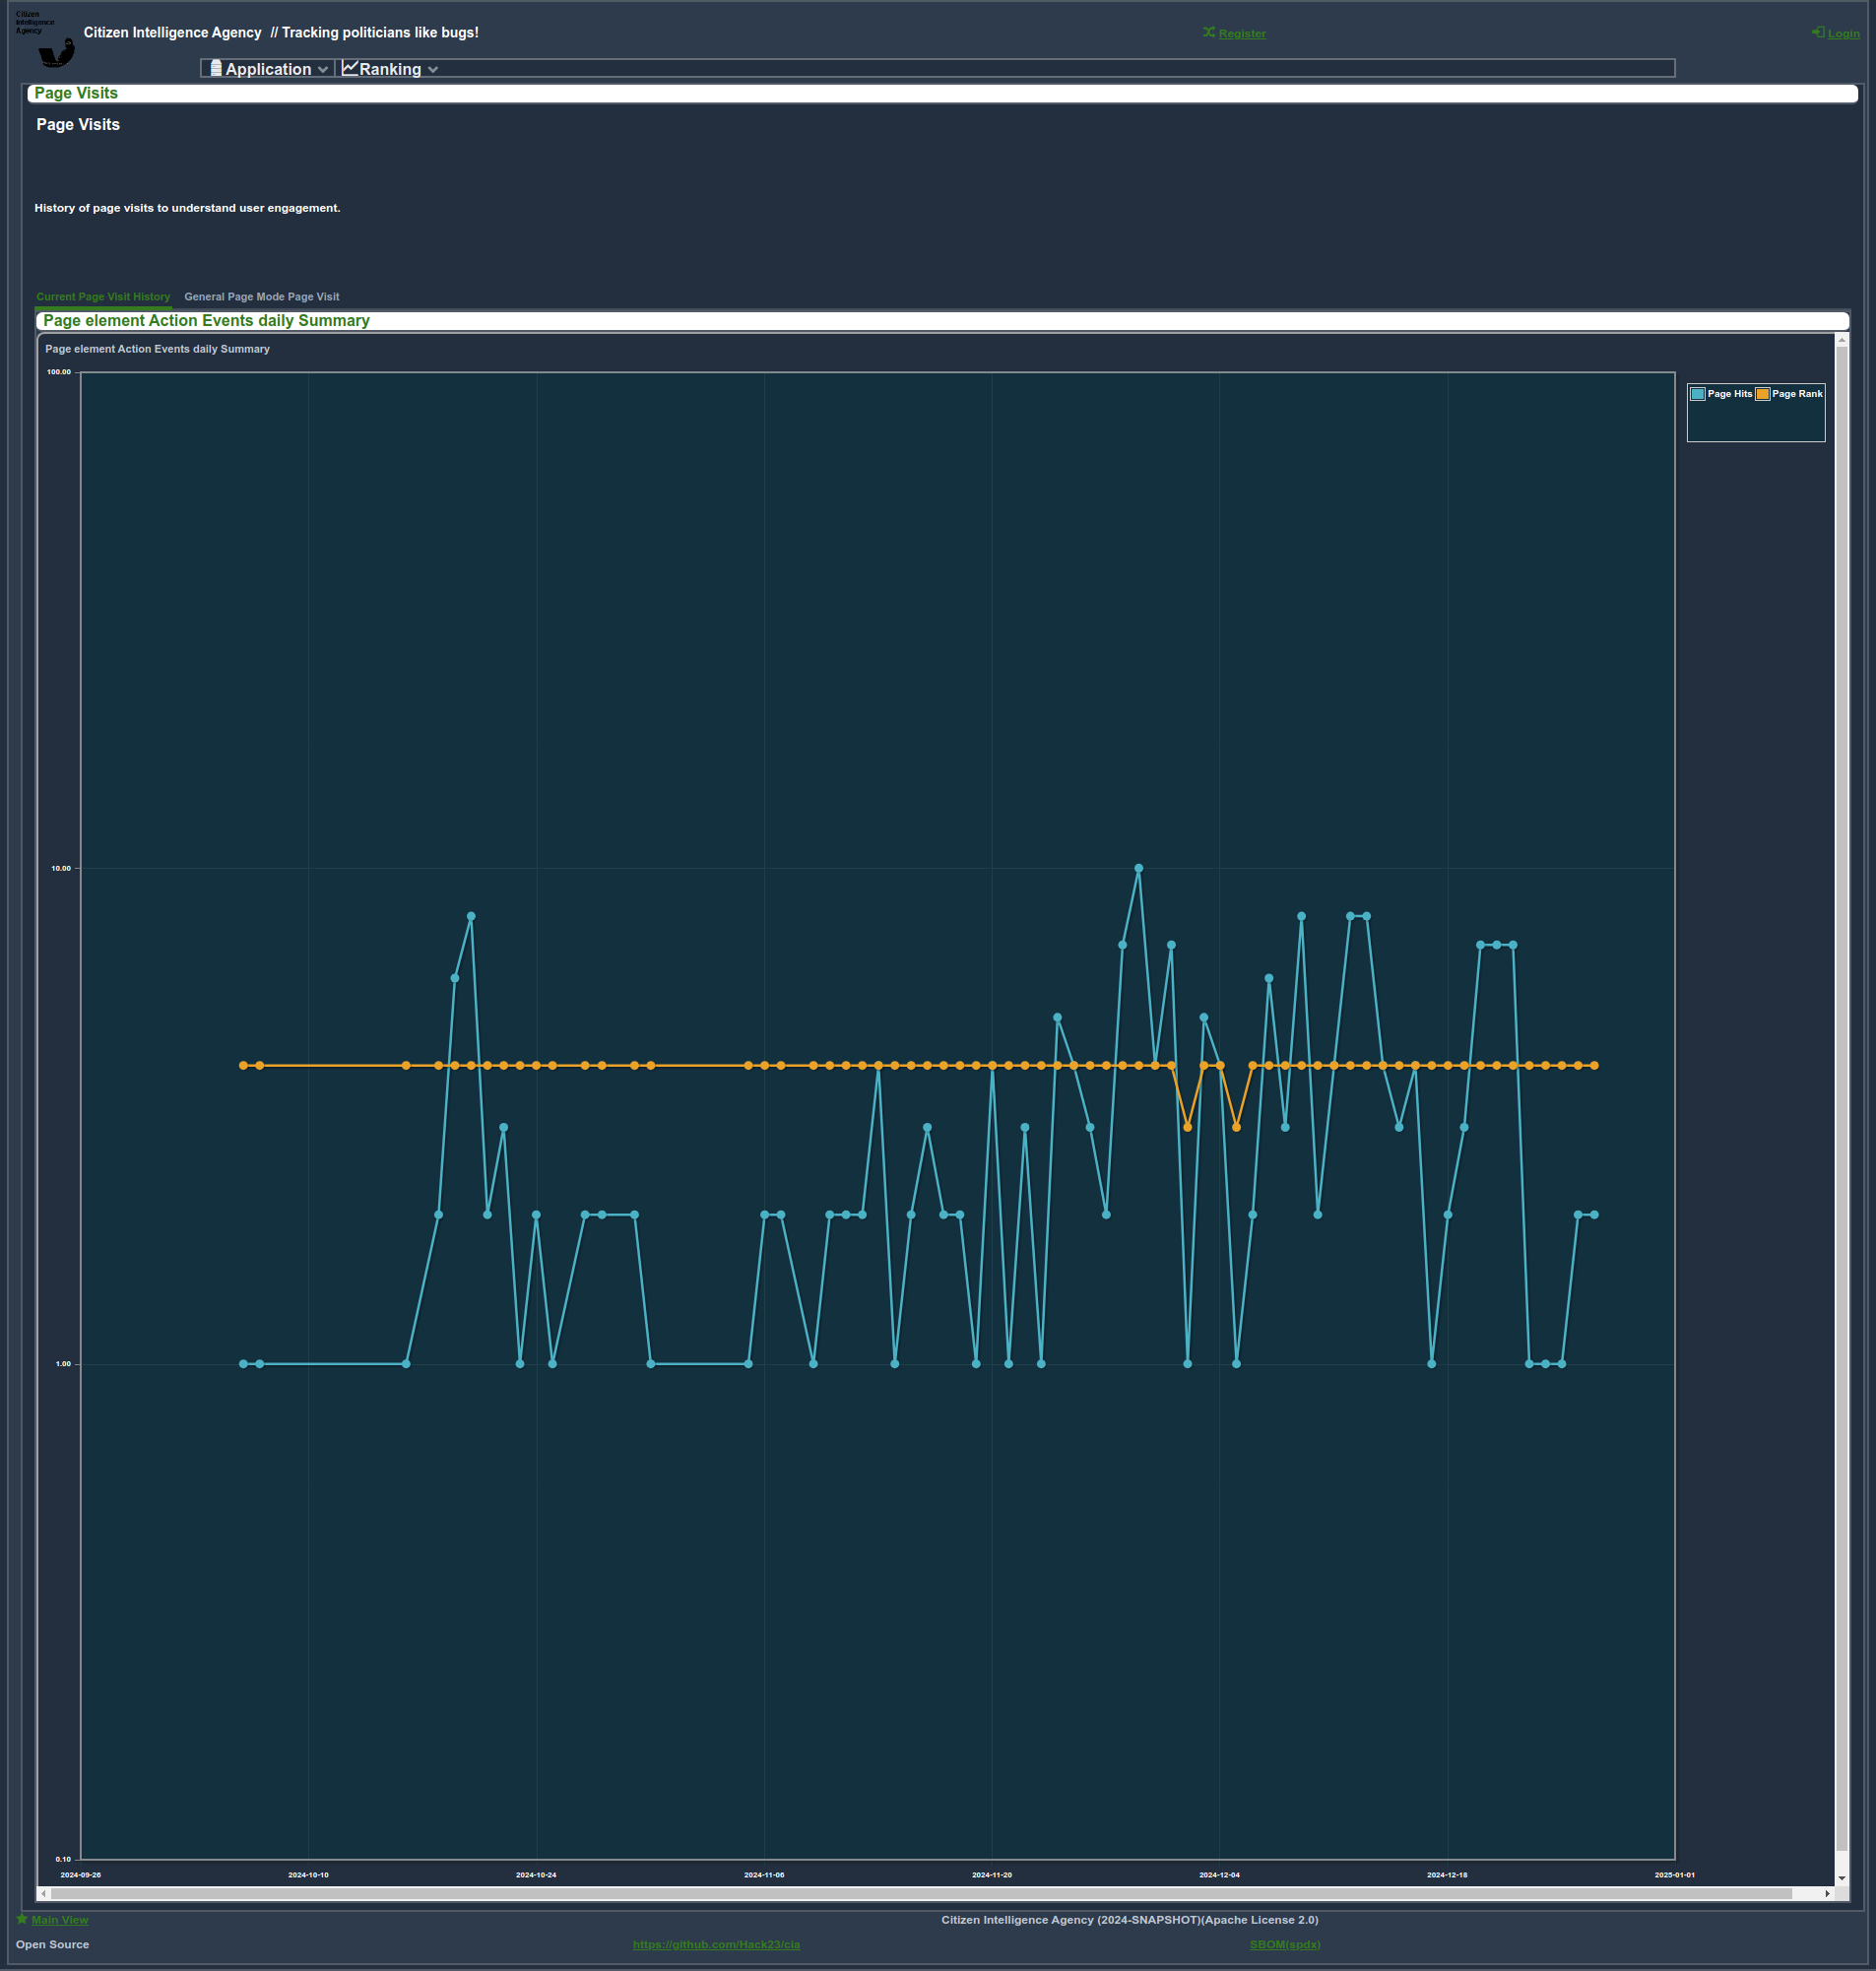 Citizen
Intelligence
Agency
Citizen Intelligence Agency // Tracking politicians like bugs!
Register
Login
Application
Ranking
Page Visits
Page Visits
History of page visits to understand user engagement.
Current Page Visit History
General Page Mode Page Visit
Page element Action Events daily Summary
Page element Action Events daily Summary
100.00
Page Hits
Page Rank
10.00
1.00
0.10
2024-09-26
2024-10-10
2024-10-24
2024-11-06
2024-11-20
2024-12-04
2024-12-18
2025-01-01
Main View
Citizen Intelligence Agency (2024-SNAPSHOT)(Apache License 2.0)
Open Source
https://github.com/Hack23/cia
SBOM(spdx)